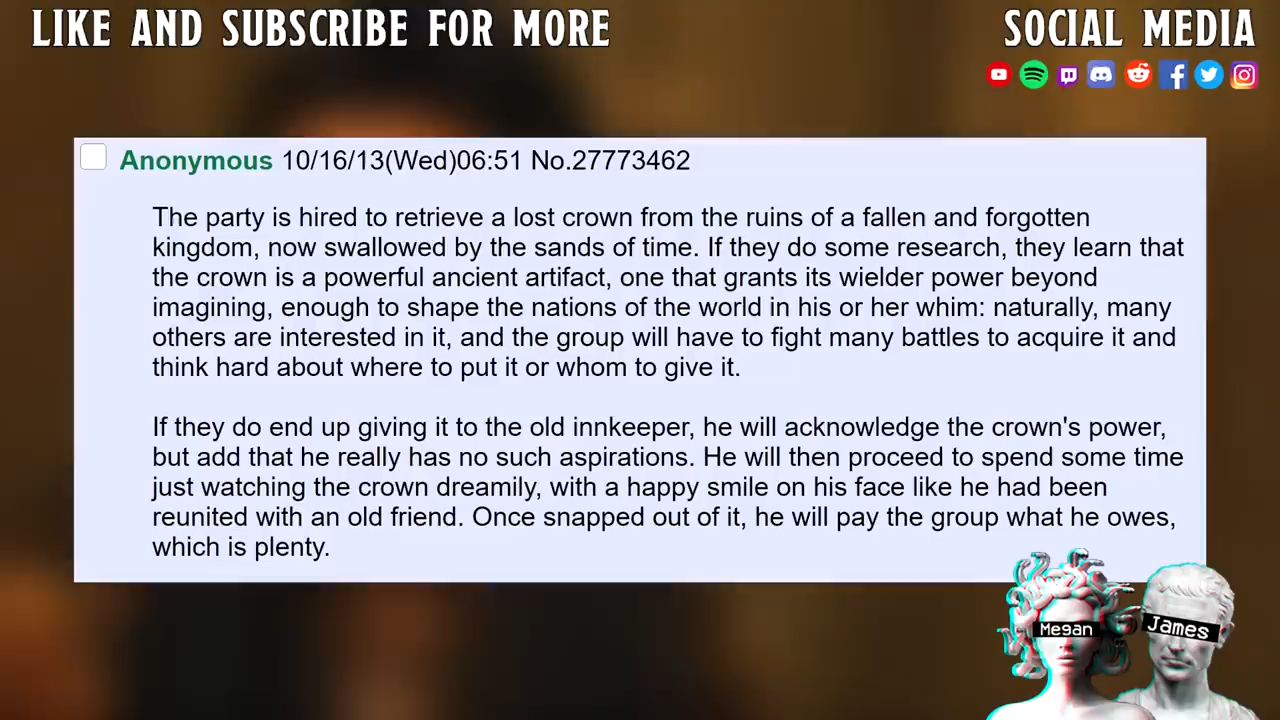 LIKE AND SUBSCRIBE FOR MORE
SOCIAL MEDIA
Anonymous 10/16/13(Wed)06:51 No.27773462
The party is hired to retrieve a lost crown from the ruins of a fallen and forgotten
kingdom, now swallowed by the sands of time. If they do some research, they learn that
the crown is a powerful ancient artifact, one that grants its wielder power beyond
imagining, enough to shape the nations of the world in his or her whim: naturally, many
others are interested in it, and the group will have to fight many battles to acquire it and
think hard about where to put it or whom to give it.
If they do end up giving it to the old innkeeper, he will acknowledge the crown's power,
but add that he really has no such aspirations. He will then proceed to spend some time
just watching the crown dreamily, with a happy smile on his face like he had been
reunited with an old friend. Once snapped out of it, he will pay the group what he owes,
which is plenty.
Megan
James